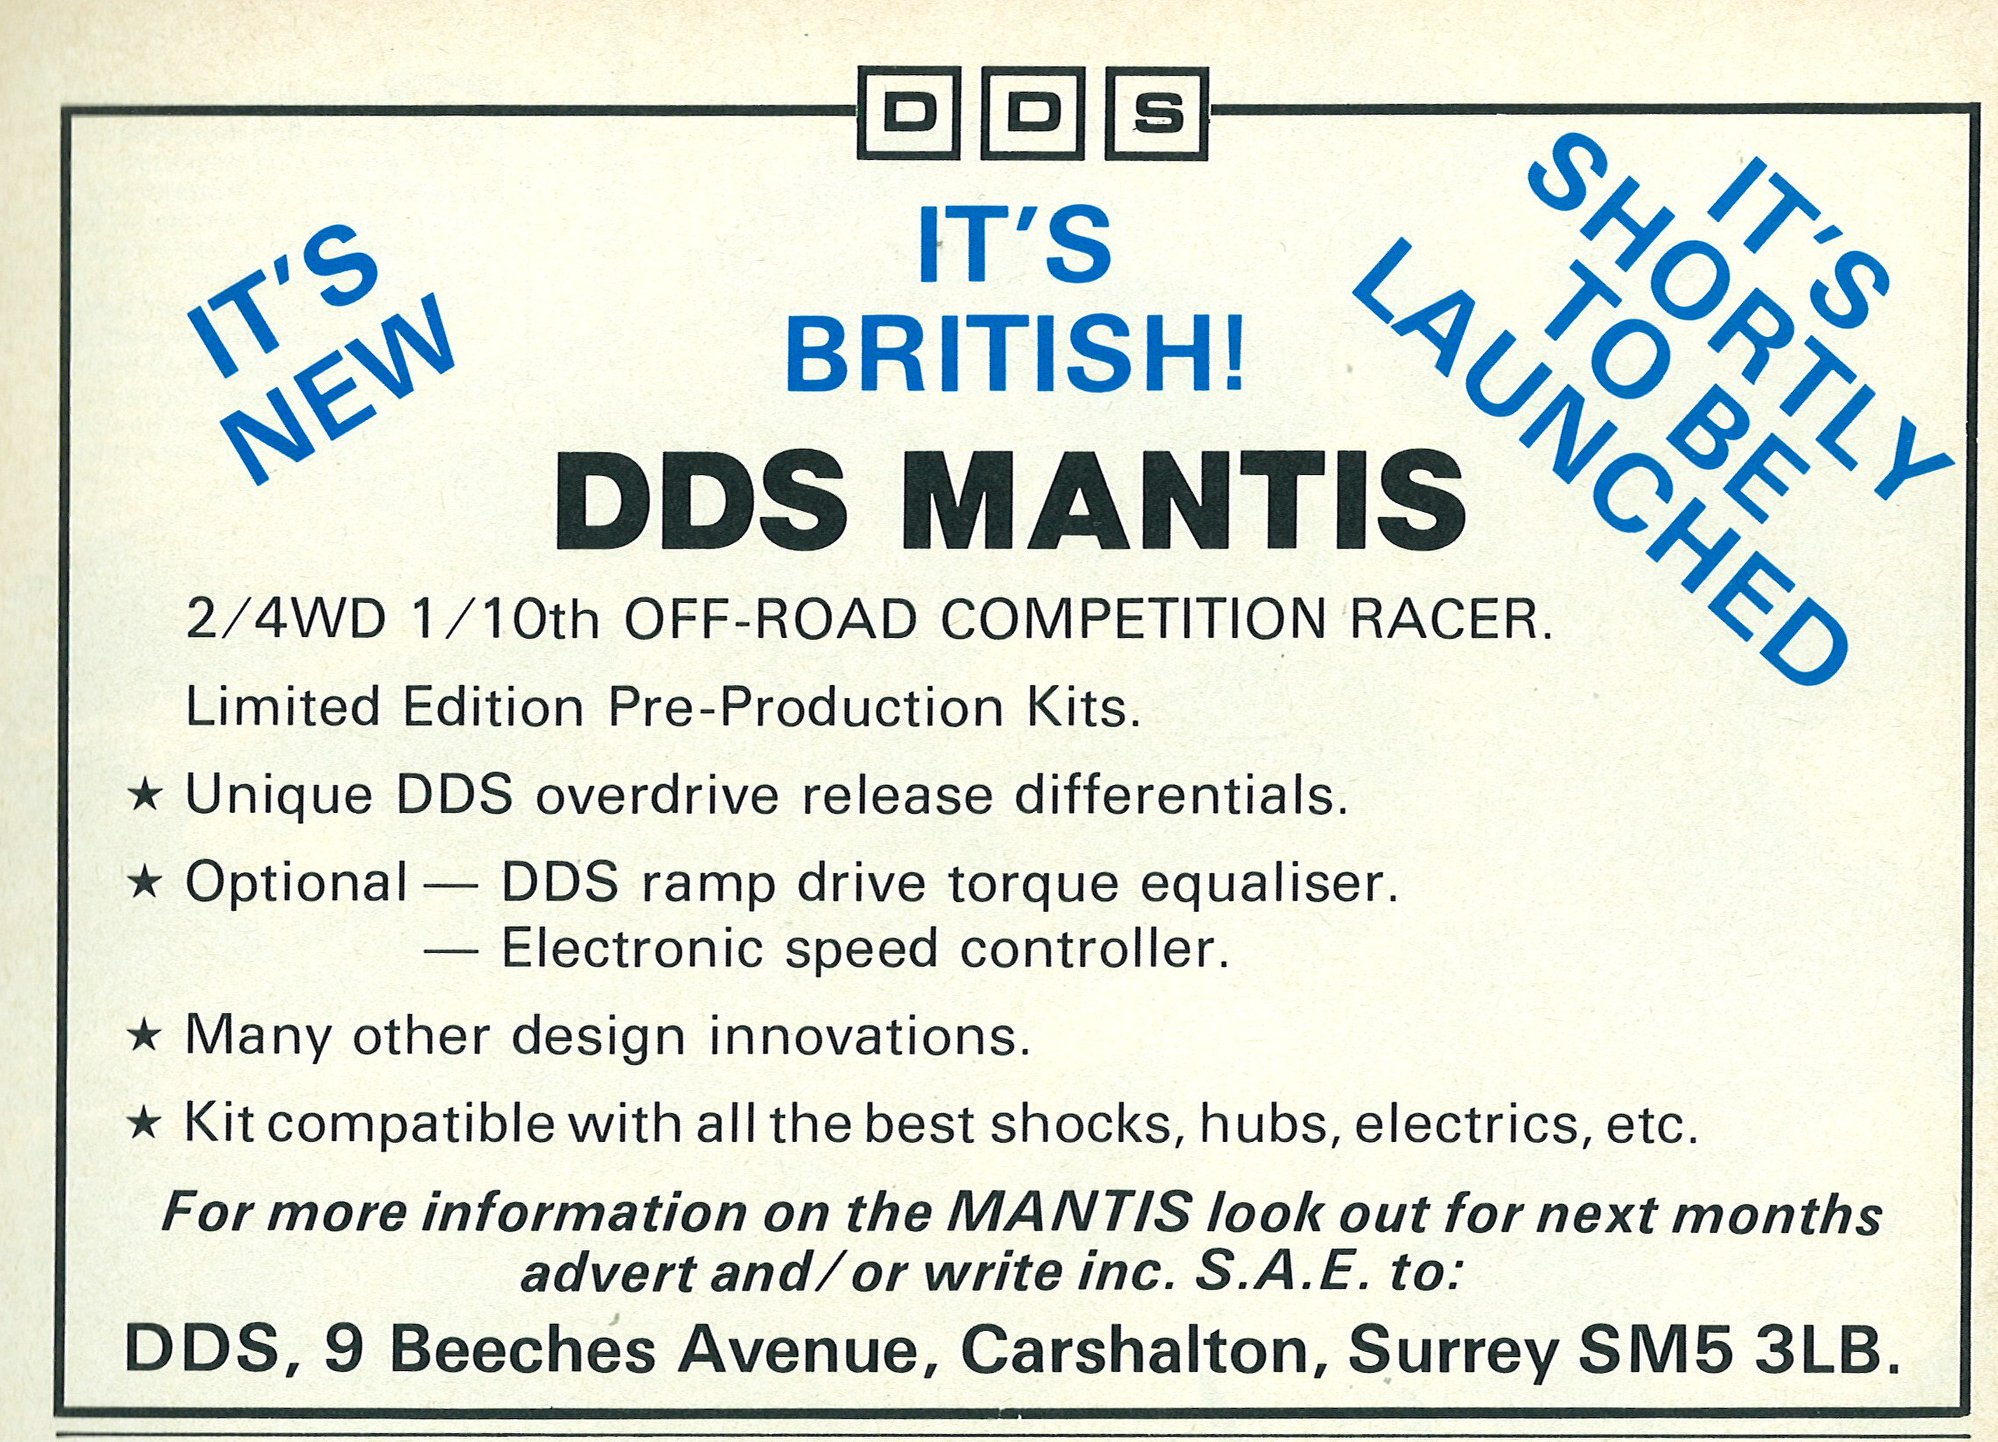 DDS
IT'S
NEW
IT'S
BRITISH!
IT'S
SHORTLY
TO BE
LAUNCHED
DDS MANTIS
2/4WD 1/10th OFF-ROAD COMPETITION RACER.
Limited Edition Pre-Production Kits.
★ Unique DDS overdrive release differentials.
★ Optional — DDS ramp drive torque equaliser.
— Electronic speed controller.
★ Many other design innovations.
★ Kit compatible with all the best shocks, hubs, electrics, etc.
For more information on the MANTIS look out for next months
advert and/or write inc. S.A.E. to:
DDS, 9 Beeches Avenue, Carshalton, Surrey SM5 3LB.